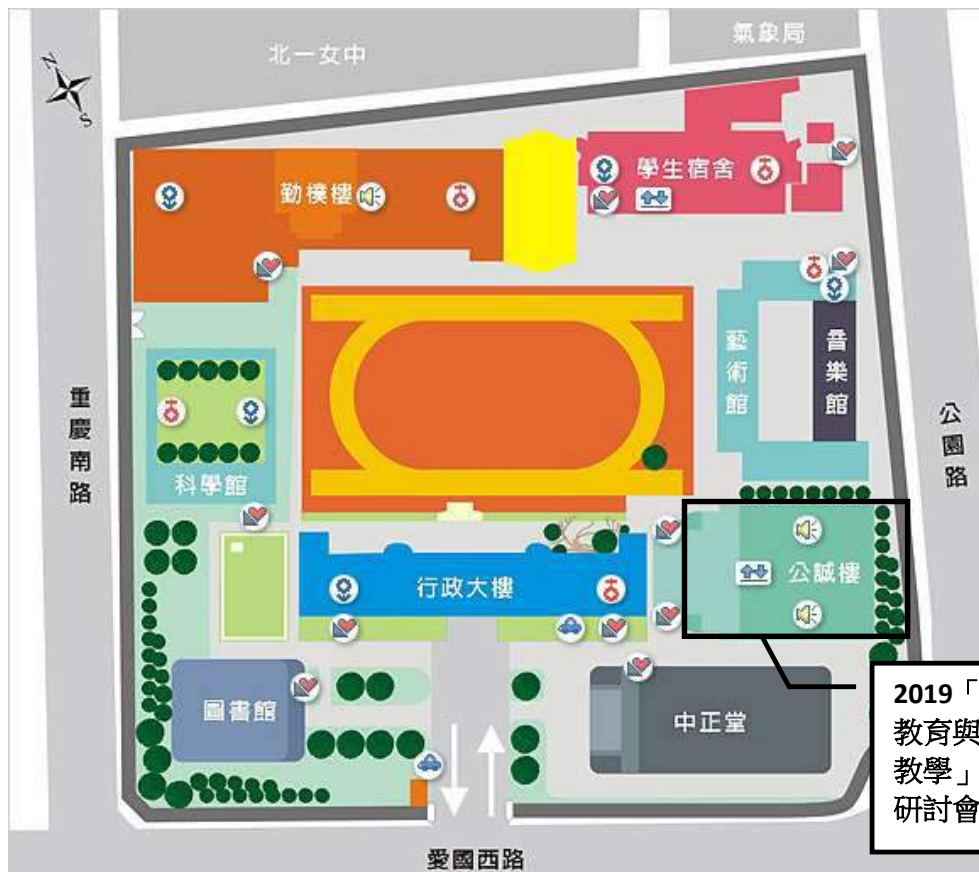 北一女中
氣象局
N
S
勤樸樓
學生宿舍
藝術館
音樂館
重慶南路
公園路
科學館
行政大樓
公誠樓
圖書館
中正堂
2019「
教育與
教學」
研討會
愛國西路